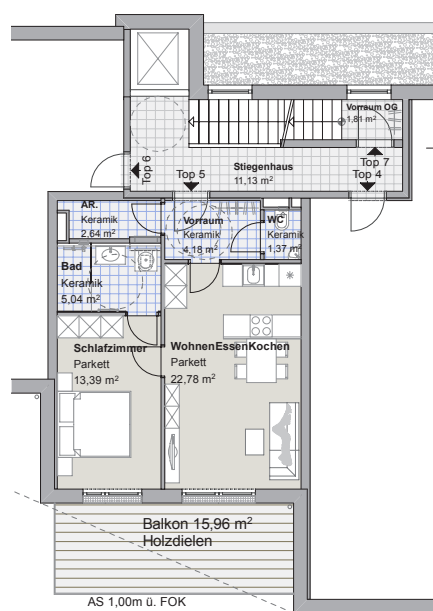 Vorraum OG
1,81 m²
Top 6
Top 5
Stiegenhaus
11,13 m²
Top 7
Top 4
AR.
Keramik
2,64 m²
Vorraum
Keramik
4,18 m²
WC
Keramik
1,37 m²
Bad
Keramik
5,04 m²
Schlafzimmer
Parkett
13,39 m²
WohnenEssenKochen
Parkett
22,78 m²
Balkon 15,96 m²
Holzdielen
AS 1,00m ü. FOK